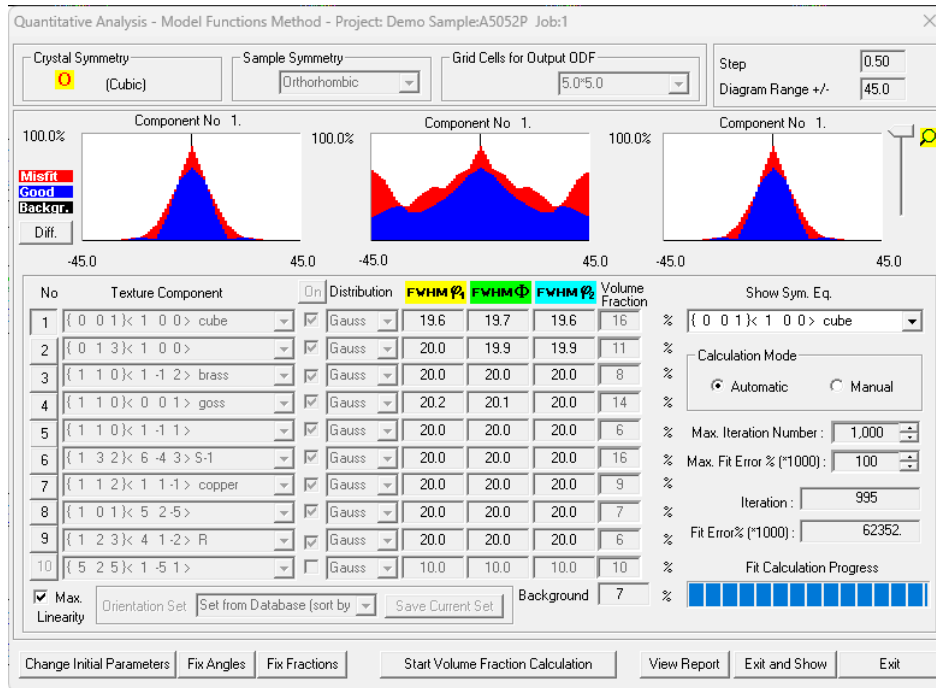 Quantitative Analysis - Model Functions Method - Project: Demo Sample:A5052P Job:1
Crystal Symmetry
O (Cubic)
Sample Symmetry
Orthorhombic
Grid Cells for Output ODF
5.0*5.0
Step 0.50
Diagram Range +/- 45.0
Component No 1.
100.0%
Component No 1.
100.0%
Component No 1.
100.0%
Misfit
Good
Backgr.
Diff.
-45.0 45.0
-45.0 45.0
-45.0 45.0
No Texture Component On Distribution FWHM φ1 FWHM Φ FWHM φ2 Volume Fraction
1 { 0 0 1}< 1 0 0> cube Gauss 19.6 19.7 19.6 16 %
2 { 0 1 3}< 1 0 0> Gauss 20.0 19.9 19.9 11 %
3 { 1 1 0}< 1 -1 2> brass Gauss 20.0 20.0 20.0 8 %
4 { 1 1 0}< 0 0 1> goss Gauss 20.2 20.1 20.0 14 %
5 { 1 1 0}< 1 -1 1> Gauss 20.0 20.0 20.0 6 %
6 { 1 3 2}< 6 -4 3> S-1 Gauss 20.0 20.0 20.0 16 %
7 { 1 1 2}< 1 1 -1> copper Gauss 20.0 20.0 20.0 9 %
8 { 1 0 1}< 5 2 -5> Gauss 20.0 20.0 20.0 7 %
9 { 1 2 3}< 4 1 -2> R Gauss 20.0 20.0 20.0 6 %
10 { 5 2 5}< 1 -5 1> Gauss 10.0 10.0 10.0 10 %
Max. Linearity
Orientation Set Set from Database (sort by Save Current Set
Background 7 %
Show Sym. Eq.
{ 0 0 1}< 1 0 0> cube
Calculation Mode
Automatic Manual
Max. Iteration Number : 1,000
Max. Fit Error % (*1000) : 100
Iteration : 995
Fit Error% (*1000) : 62352.
Fit Calculation Progress
Change Initial Parameters Fix Angles Fix Fractions Start Volume Fraction Calculation View Report Exit and Show Exit